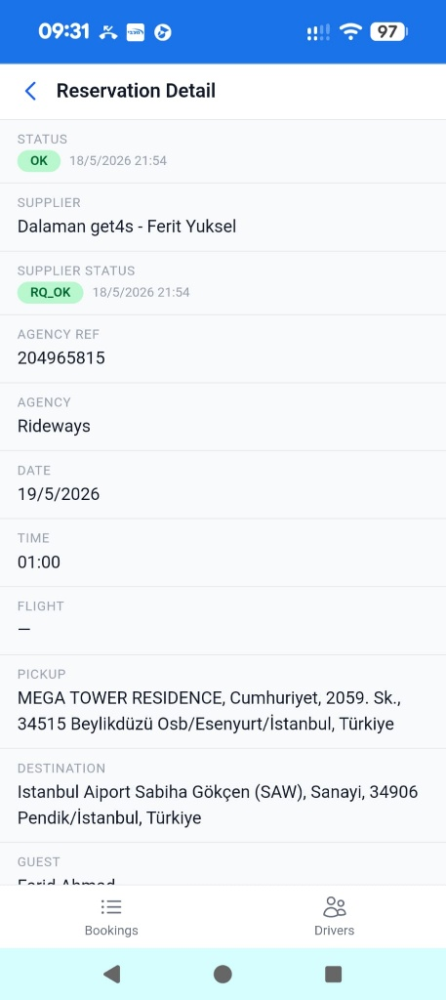 09:31
97
Reservation Detail
STATUS
OK 18/5/2026 21:54
SUPPLIER
Dalaman get4s - Ferit Yuksel
SUPPLIER STATUS
RQ_OK 18/5/2026 21:54
AGENCY REF
204965815
AGENCY
Rideways
DATE
19/5/2026
TIME
01:00
FLIGHT
—
PICKUP
MEGA TOWER RESIDENCE, Cumhuriyet, 2059. Sk.,
34515 Beylikdüzü Osb/Esenyurt/İstanbul, Türkiye
DESTINATION
Istanbul Aiport Sabiha Gökçen (SAW), Sanayi, 34906
Pendik/İstanbul, Türkiye
GUEST
Bookings
Drivers